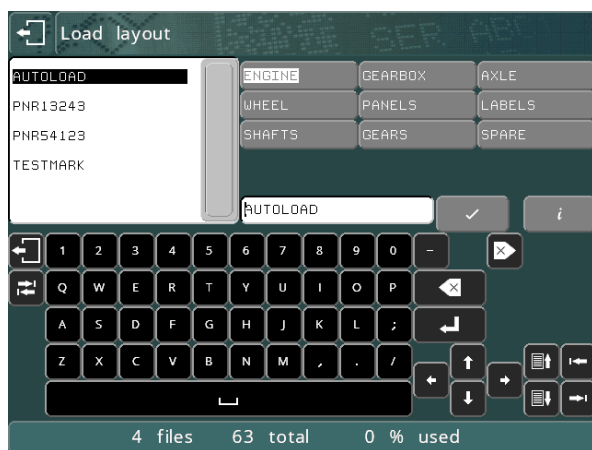 Load layout
AUTOLOAD
PNR13243
PNR54123
TESTMARK
ENGINE GEARBOX AXLE
WHEEL PANELS LABELS
SHAFTS GEARS SPARE
AUTOLOAD
i
1 2 3 4 5 6 7 8 9 0 -
Q W E R T Y U I O P
A S D F G H J K L ;
Z X C V B N M , . /
4 files 63 total 0 % used